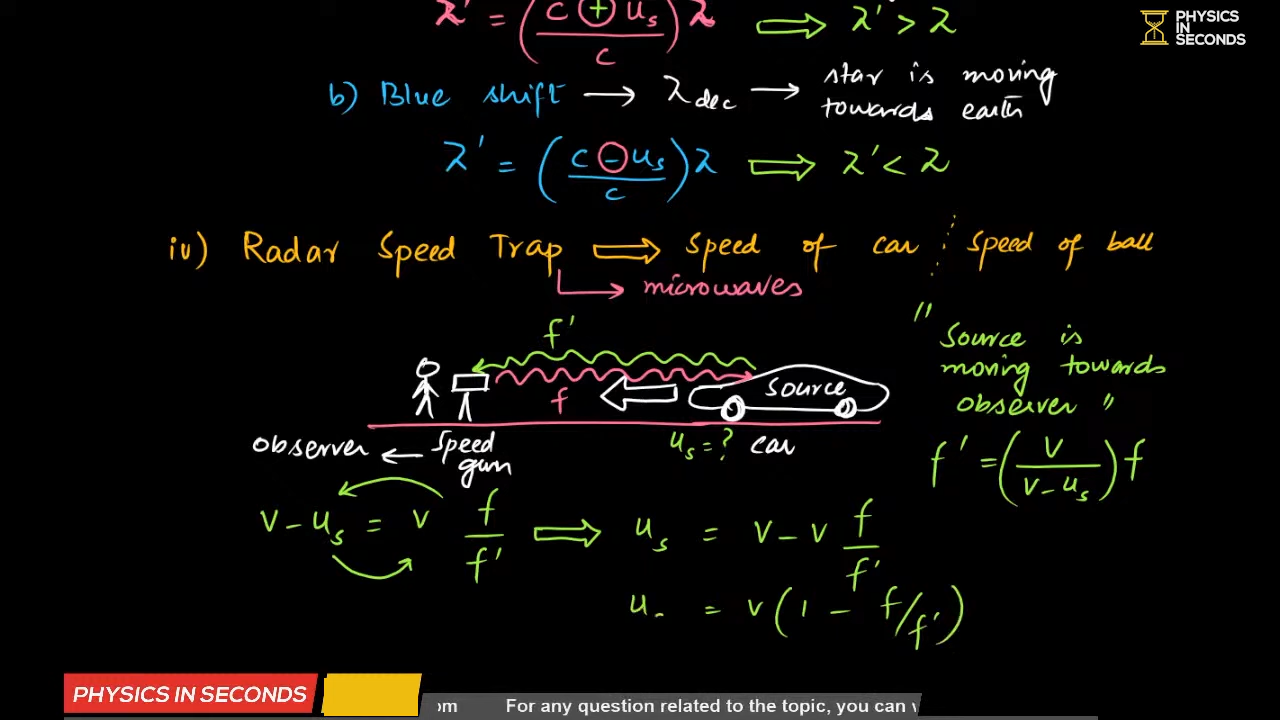 λ' = (c + us / c) λ ⇒ λ' > λ
PHYSICS
IN
SECONDS
b) Blue shift → λdec → star is moving
towards earth
λ' = (c - us / c) λ ⇒ λ' < λ
iv) Radar Speed Trap ⇒ speed of car ⋮ speed of ball
↳ microwaves
f'
f
source
" Source is
moving towards
observer "
observer ← speed
gun
us = ? car
f' = (v / v - us) f
v - us = v f / f' ⇒ us = v - v f / f'
u = v (1 - f/f')
PHYSICS IN SECONDS
om For any question related to the topic, you can